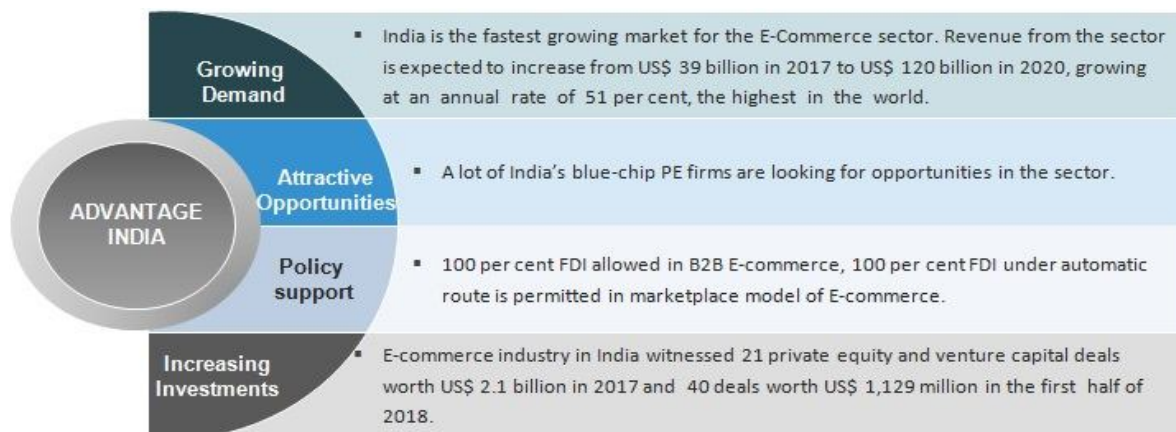 ADVANTAGE
INDIA
Growing
Demand
▪ India is the fastest growing market for the E-Commerce sector. Revenue from the sector
is expected to increase from US$ 39 billion in 2017 to US$ 120 billion in 2020, growing
at an annual rate of 51 per cent, the highest in the world.
Attractive
Opportunities
▪ A lot of India’s blue-chip PE firms are looking for opportunities in the sector.
Policy
support
▪ 100 per cent FDI allowed in B2B E-commerce, 100 per cent FDI under automatic
route is permitted in marketplace model of E-commerce.
Increasing
Investments
▪ E-commerce industry in India witnessed 21 private equity and venture capital deals
worth US$ 2.1 billion in 2017 and 40 deals worth US$ 1,129 million in the first half of
2018.